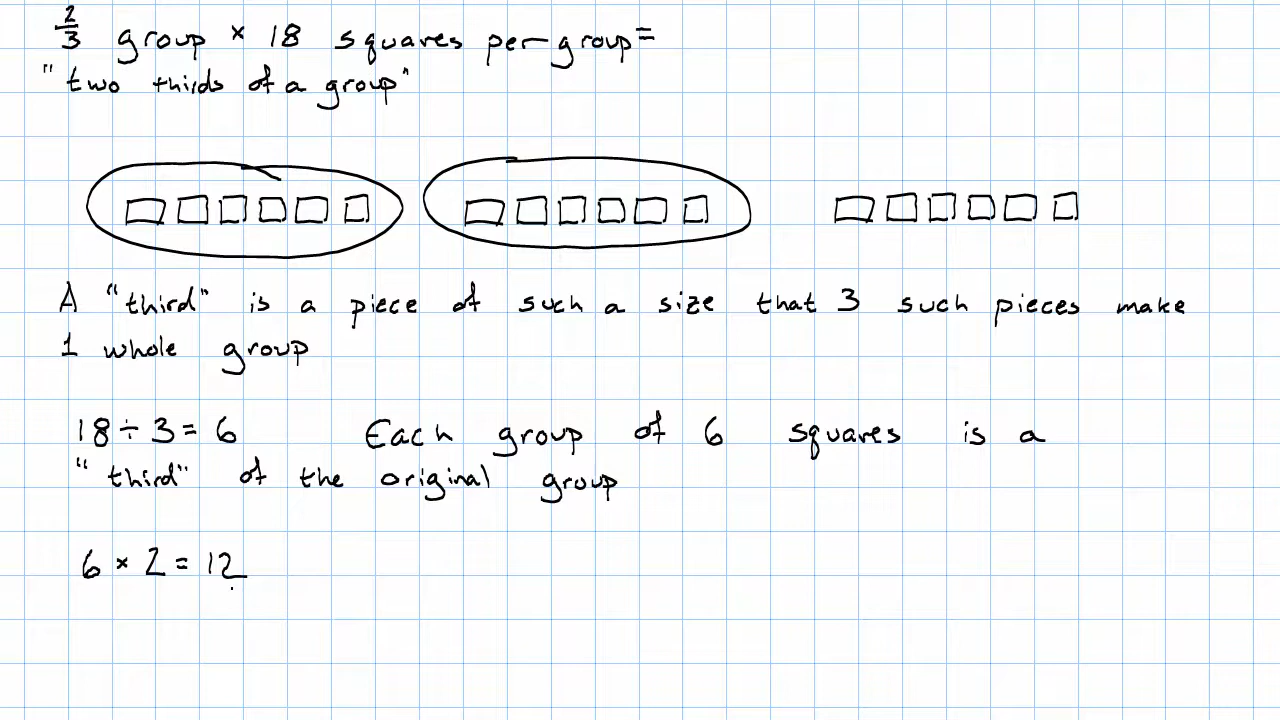 2/3 group × 18 squares per group =
"two thirds of a group"
A "third" is a piece of such a size that 3 such pieces make
1 whole group
18 ÷ 3 = 6 Each group of 6 squares is a
"third" of the original group
6 × 2 = 12